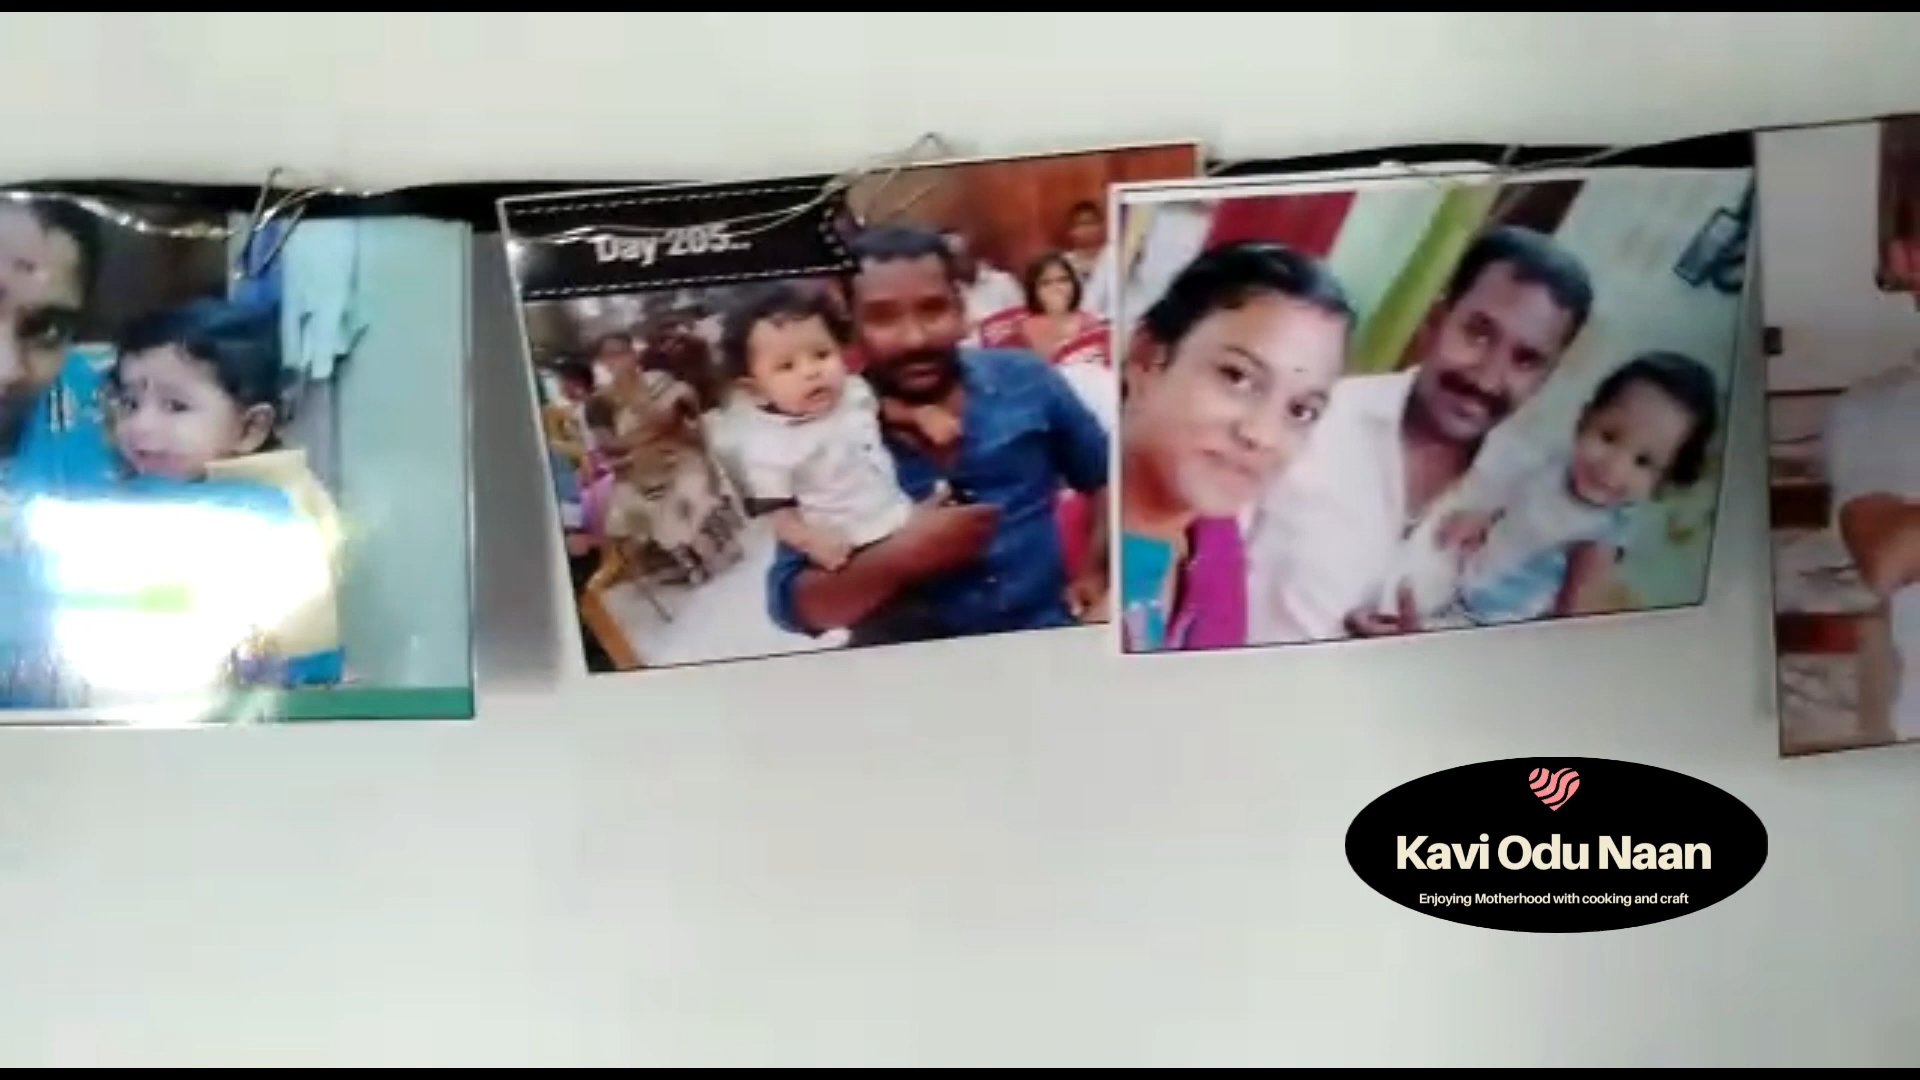 Day 205..
Kavi Odu Naan
Enjoying Motherhood with cooking and craft